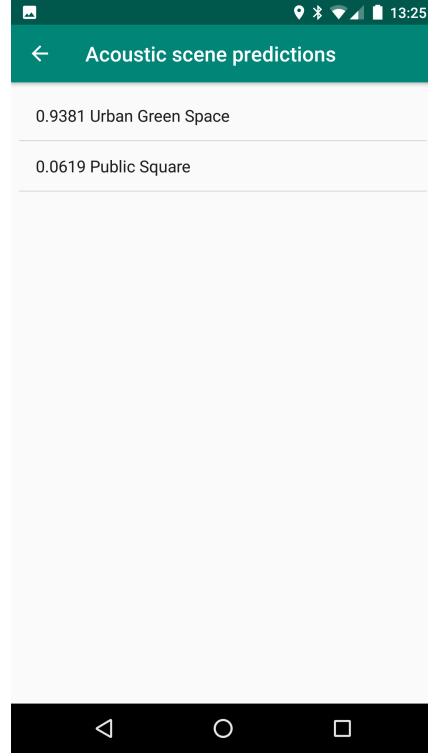 13:25
Acoustic scene predictions
0.9381 Urban Green Space
0.0619 Public Square